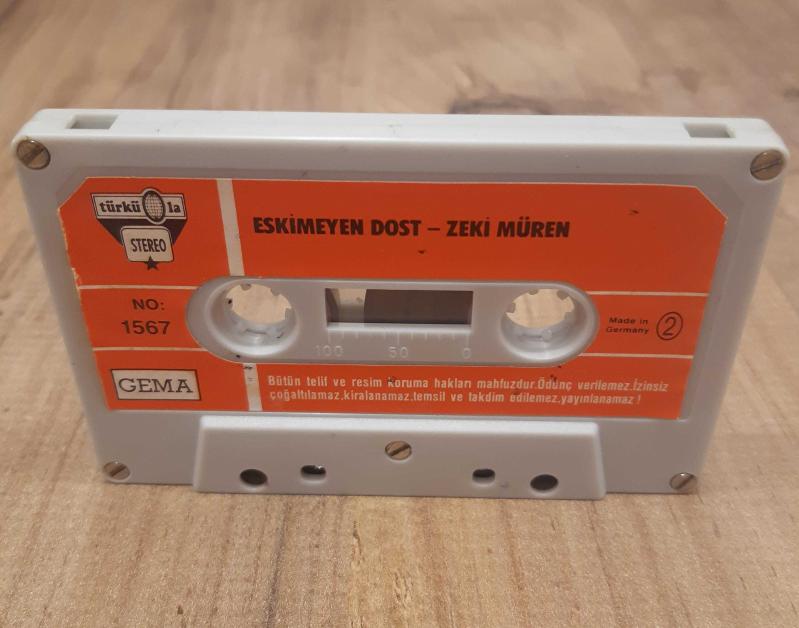 türkü la
STEREO
ESKİMEYEN DOST – ZEKİ MÜREN
NO:
1567
100 50 0
Made in
Germany
2
GEMA
Bütün telif ve resim koruma hakları mahfuzdur.Ödünç verilemez.İzinsiz
çoğaltılamaz,kiralanamaz,temsil ve takdim edilemez,yayınlanamaz !